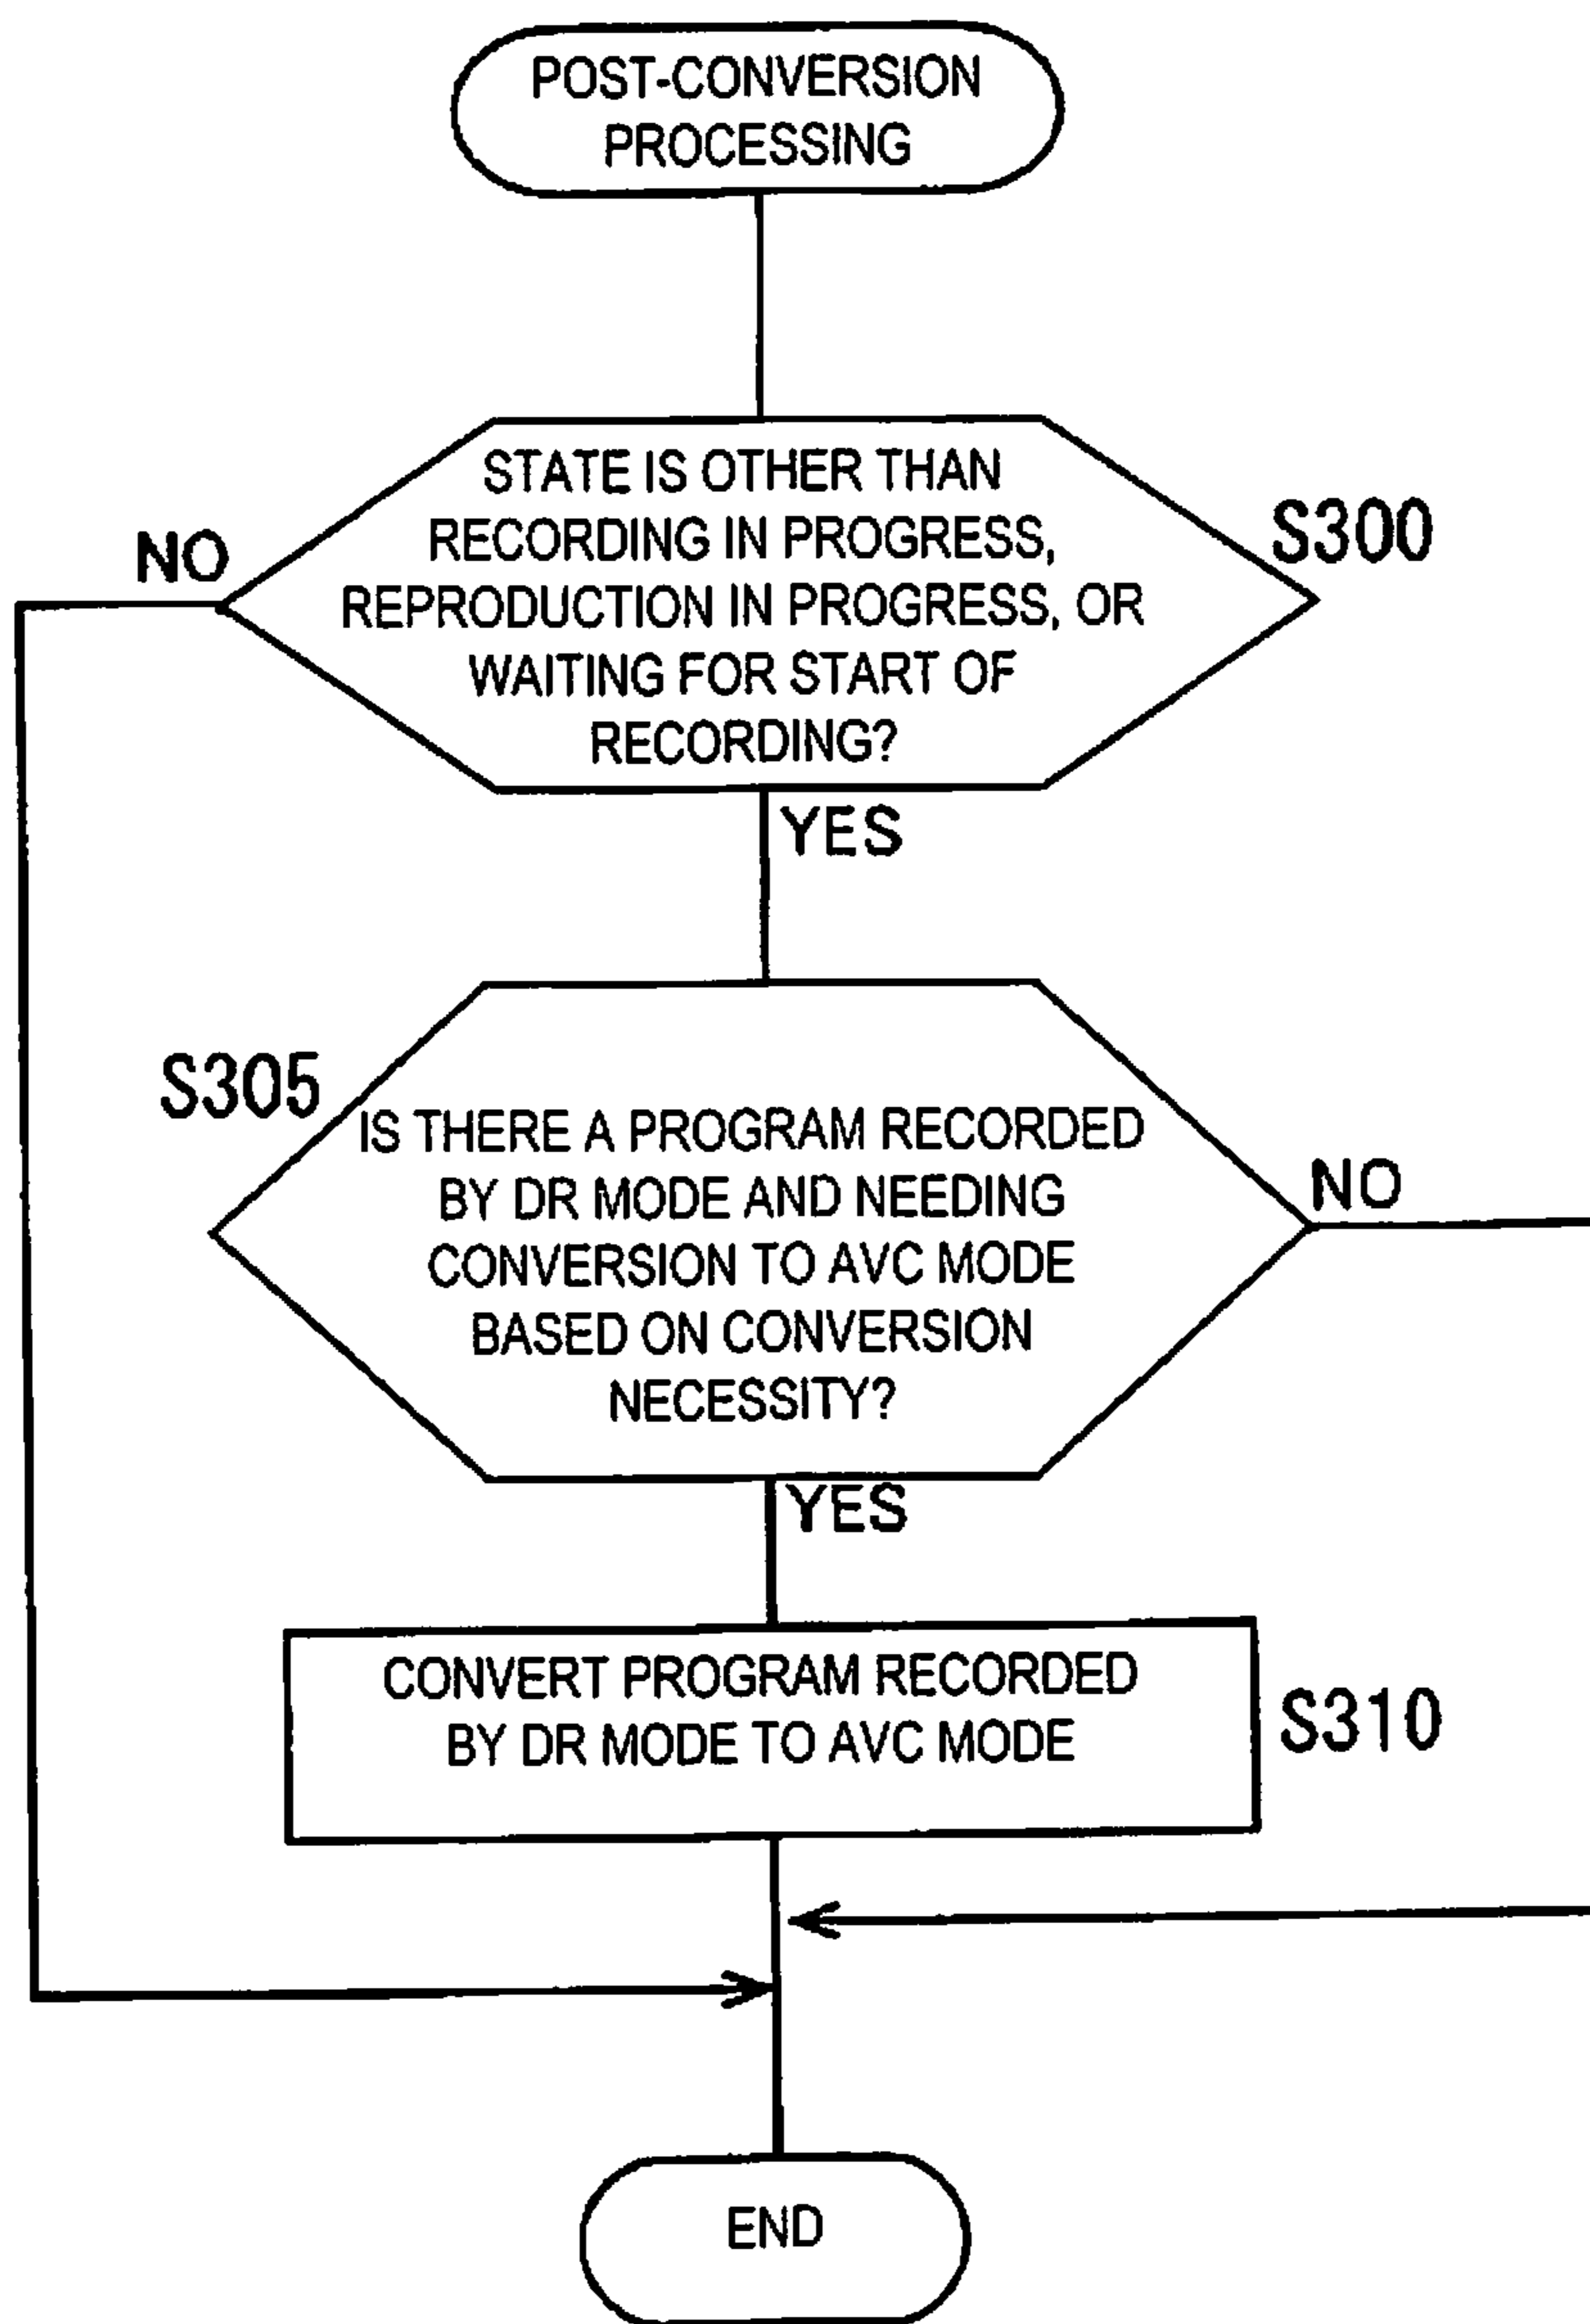 POST-CONVERSION
PROCESSING
STATE IS OTHER THAN
RECORDING IN PROGRESS,
REPRODUCTION IN PROGRESS, OR
WAITING FOR START OF
RECORDING?
S300
NO
YES
S305
IS THERE A PROGRAM RECORDED
BY DR MODE AND NEEDING
CONVERSION TO AVC MODE
BASED ON CONVERSION
NECESSITY?
NO
YES
CONVERT PROGRAM RECORDED
BY DR MODE TO AVC MODE
S310
END